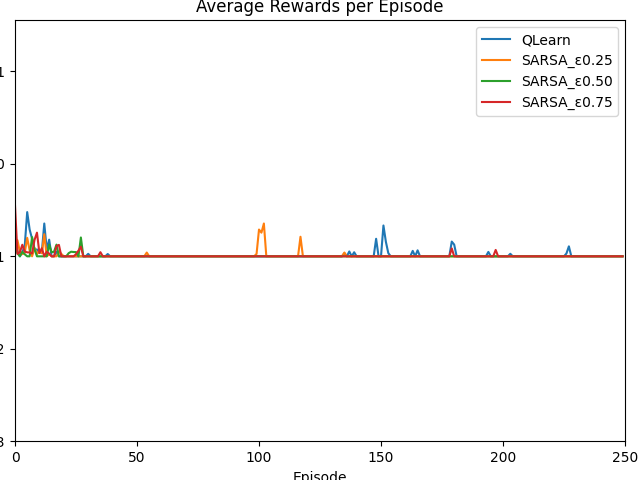 Average Rewards per Episode
QLearn
SARSA_ε0.25
SARSA_ε0.50
SARSA_ε0.75
1
0
1
2
3
0 50 100 150 200 250
Episode